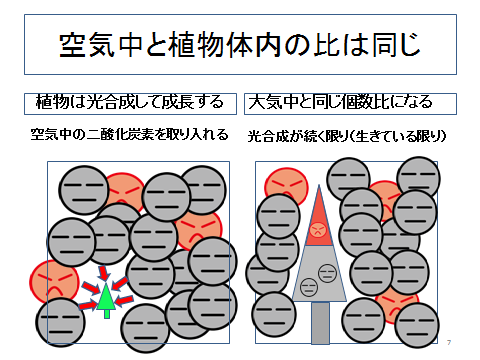 空気中と植物体内の比は同じ
植物は光合成して成長する
大気中と同じ個数比になる
空気中の二酸化炭素を取り入れる
光合成が続く限り(生きている限り)
7